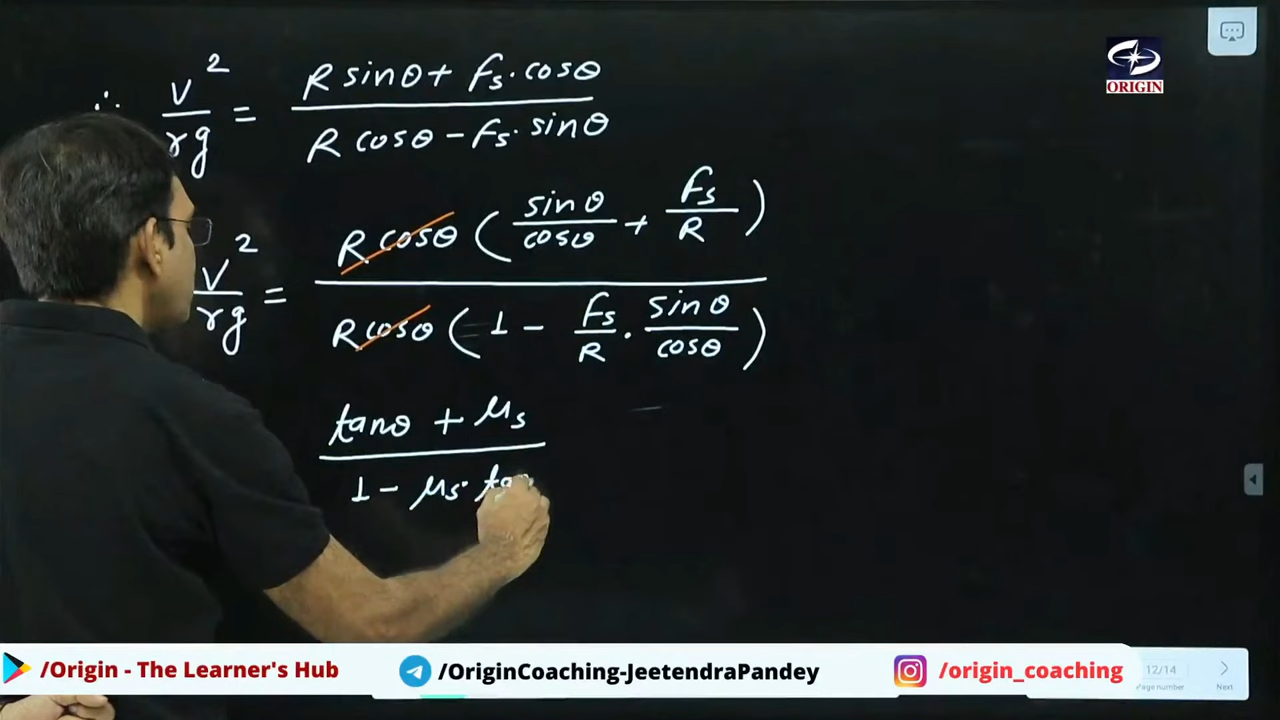 ORIGIN
∴ v²/rg = (R sinθ + fs·cosθ)/(R cosθ - fs·sinθ)
v²/rg = R cosθ (sinθ/cosθ + fs/R) / R cosθ (1 - fs/R · sinθ/cosθ)
tanθ + μs
1 - μs· tan
/Origin - The Learner's Hub
/OriginCoaching-JeetendraPandey
/origin_coaching
12/14
Page number
Next